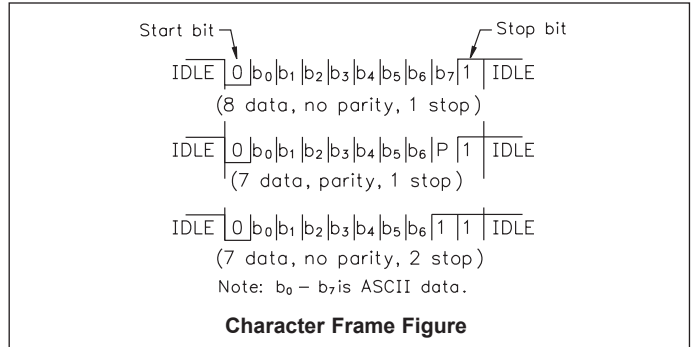 Start bit Stop bit
IDLE 0 b₀ b₁ b₂ b₃ b₄ b₅ b₆ b₇ 1 IDLE
(8 data, no parity, 1 stop)
IDLE 0 b₀ b₁ b₂ b₃ b₄ b₅ b₆ P 1 IDLE
(7 data, parity, 1 stop)
IDLE 0 b₀ b₁ b₂ b₃ b₄ b₅ b₆ 1 1 IDLE
(7 data, no parity, 2 stop)
Note: b₀ – b₇ is ASCII data.
Character Frame Figure